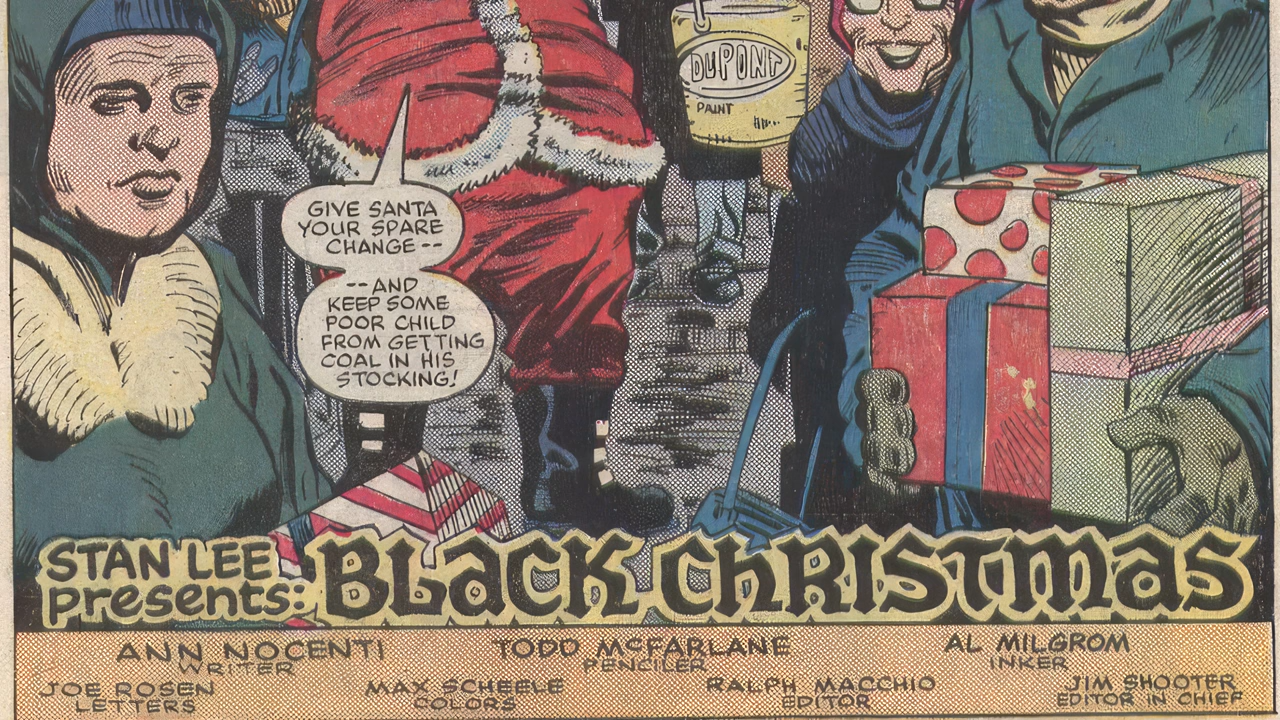 DUPONT
PAINT
GIVE SANTA
YOUR SPARE
CHANGE--
--AND
KEEP SOME
POOR CHILD
FROM GETTING
COAL IN HIS
STOCKING!
STAN LEE
presents:
BLACK CHRISTMAS
ANN NOCENTI
WRITER
TODD MCFARLANE
PENCILER
AL MILGROM
INKER
JOE ROSEN
LETTERS
MAX SCHEELE
COLORS
RALPH MACCHIO
EDITOR
JIM SHOOTER
EDITOR IN CHIEF